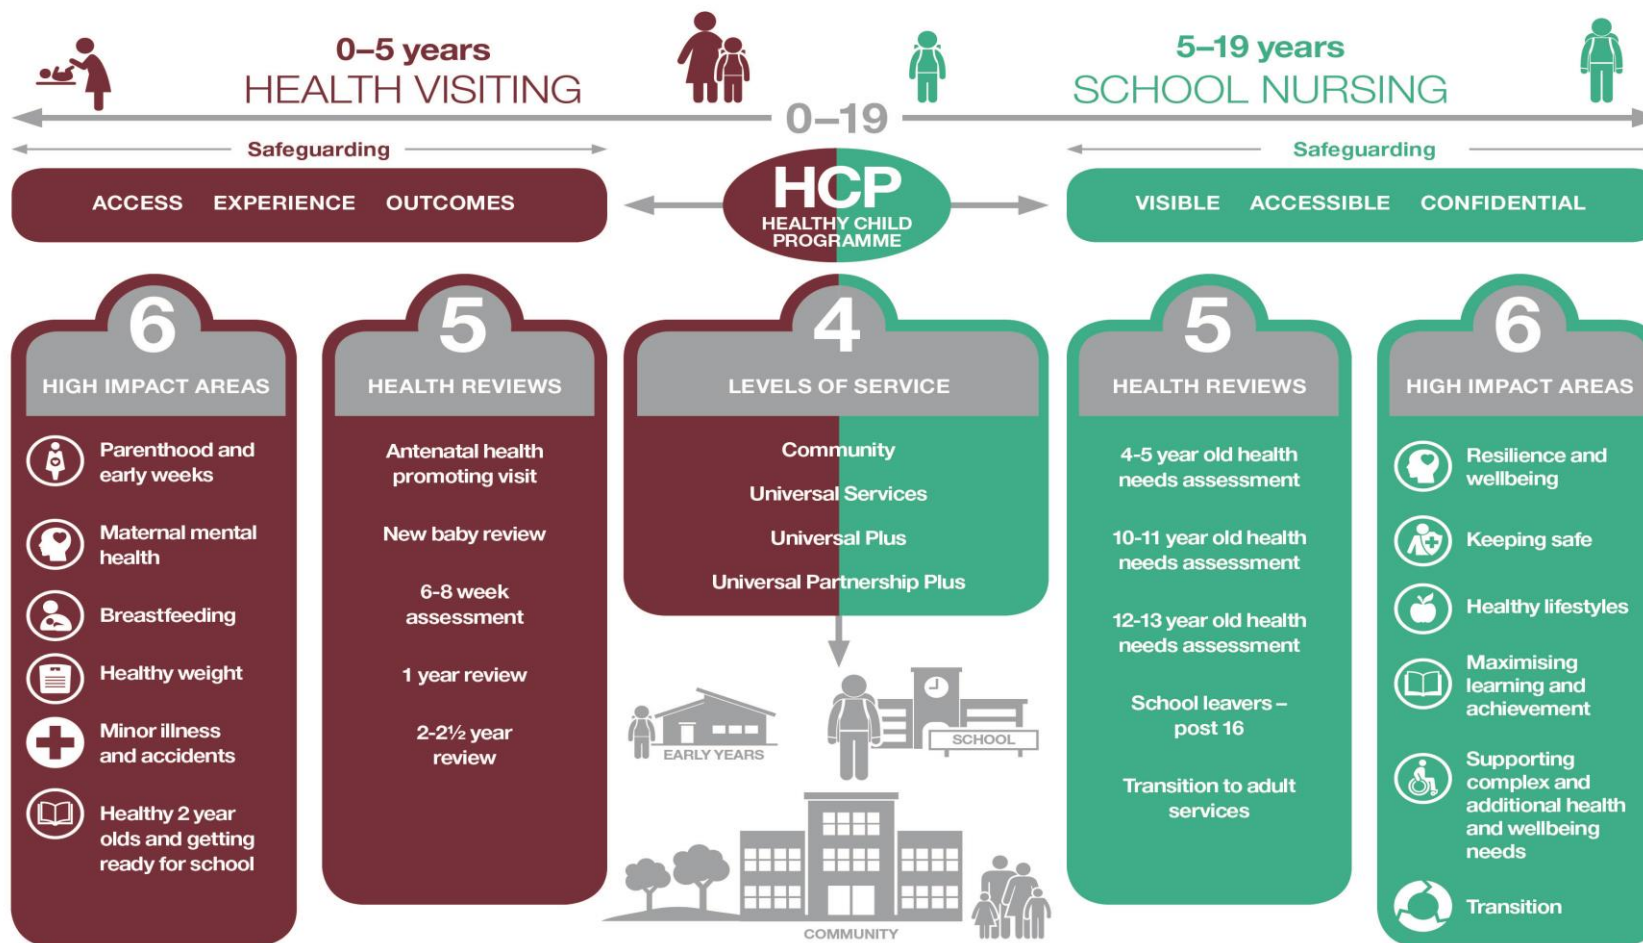 0–5 years
HEALTH VISITING
5–19 years
SCHOOL NURSING
0–19
Safeguarding
Safeguarding
ACCESS EXPERIENCE OUTCOMES
HCP
HEALTHY CHILD
PROGRAMME
VISIBLE ACCESSIBLE CONFIDENTIAL
6
HIGH IMPACT AREAS
Parenthood and
early weeks
Maternal mental
health
Breastfeeding
Healthy weight
Minor illness
and accidents
Healthy 2 year
olds and getting
ready for school
5
HEALTH REVIEWS
Antenatal health
promoting visit
New baby review
6-8 week
assessment
1 year review
2-2½ year
review
4
LEVELS OF SERVICE
Community
Universal Services
Universal Plus
Universal Partnership Plus
EARLY YEARS
SCHOOL
COMMUNITY
5
HEALTH REVIEWS
4-5 year old health
needs assessment
10-11 year old health
needs assessment
12-13 year old health
needs assessment
School leavers –
post 16
Transition to adult
services
6
HIGH IMPACT AREAS
Resilience and
wellbeing
Keeping safe
Healthy lifestyles
Maximising
learning and
achievement
Supporting
complex and
additional health
and wellbeing
needs
Transition